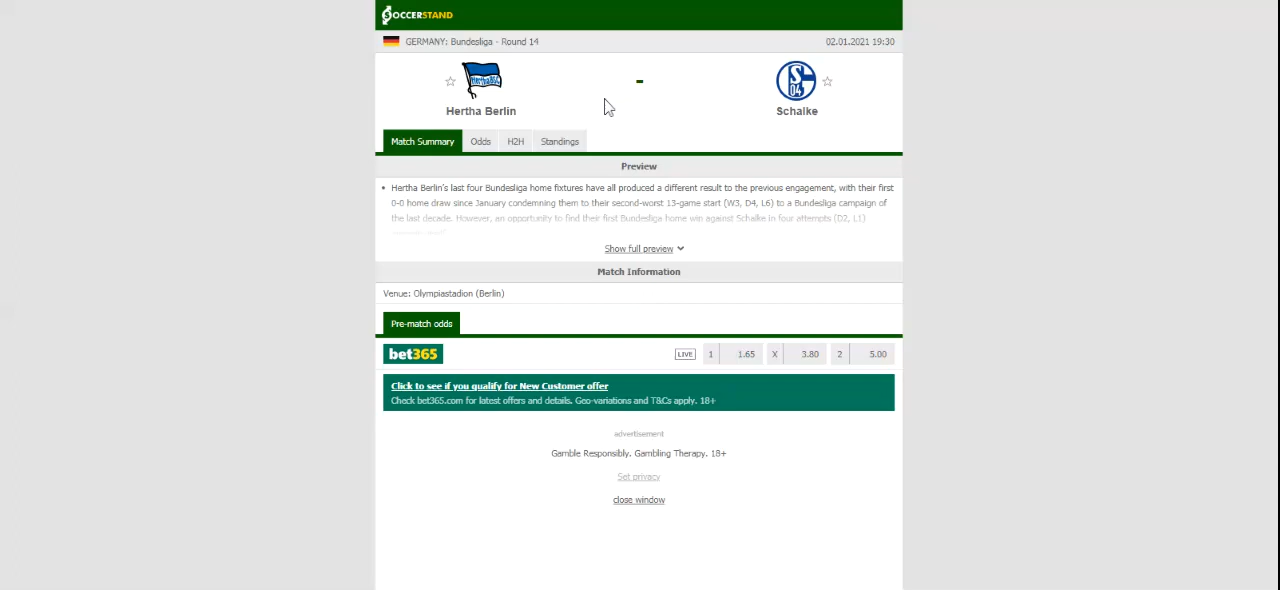 SOCCERSTAND
GERMANY: Bundesliga - Round 14 02.01.2021 19:30
Hertha BSC S 04
-
Hertha Berlin Schalke
Match Summary Odds H2H Standings
Preview
• Hertha Berlin's last four Bundesliga home fixtures have all produced a different result to the previous engagement, with their first
0-0 home draw since January condemning them to their second-worst 13-game start (W3, D4, L6) to a Bundesliga campaign of
the last decade. However, an opportunity to find their first Bundesliga home win against Schalke in four attempts (D2, L1)
Show full preview
Match Information
Venue: Olympiastadion (Berlin)
Pre-match odds
bet365 LIVE 1 1.65 X 3.80 2 5.00
Click to see if you qualify for New Customer offer
Check bet365.com for latest offers and details. Geo-variations and T&Cs apply. 18+
advertisement
Gamble Responsibly. Gambling Therapy. 18+
Set privacy
close window